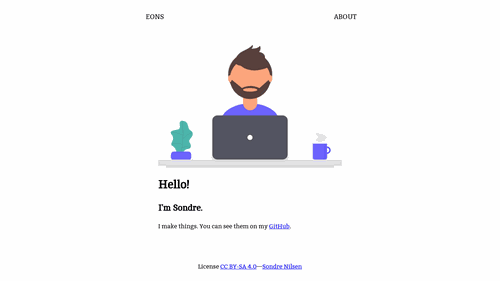 EONS ABOUT
Hello!
I'm Sondre.
I make things. You can see them on my GitHub.
License CC BY-SA 4.0—Sondre Nilsen